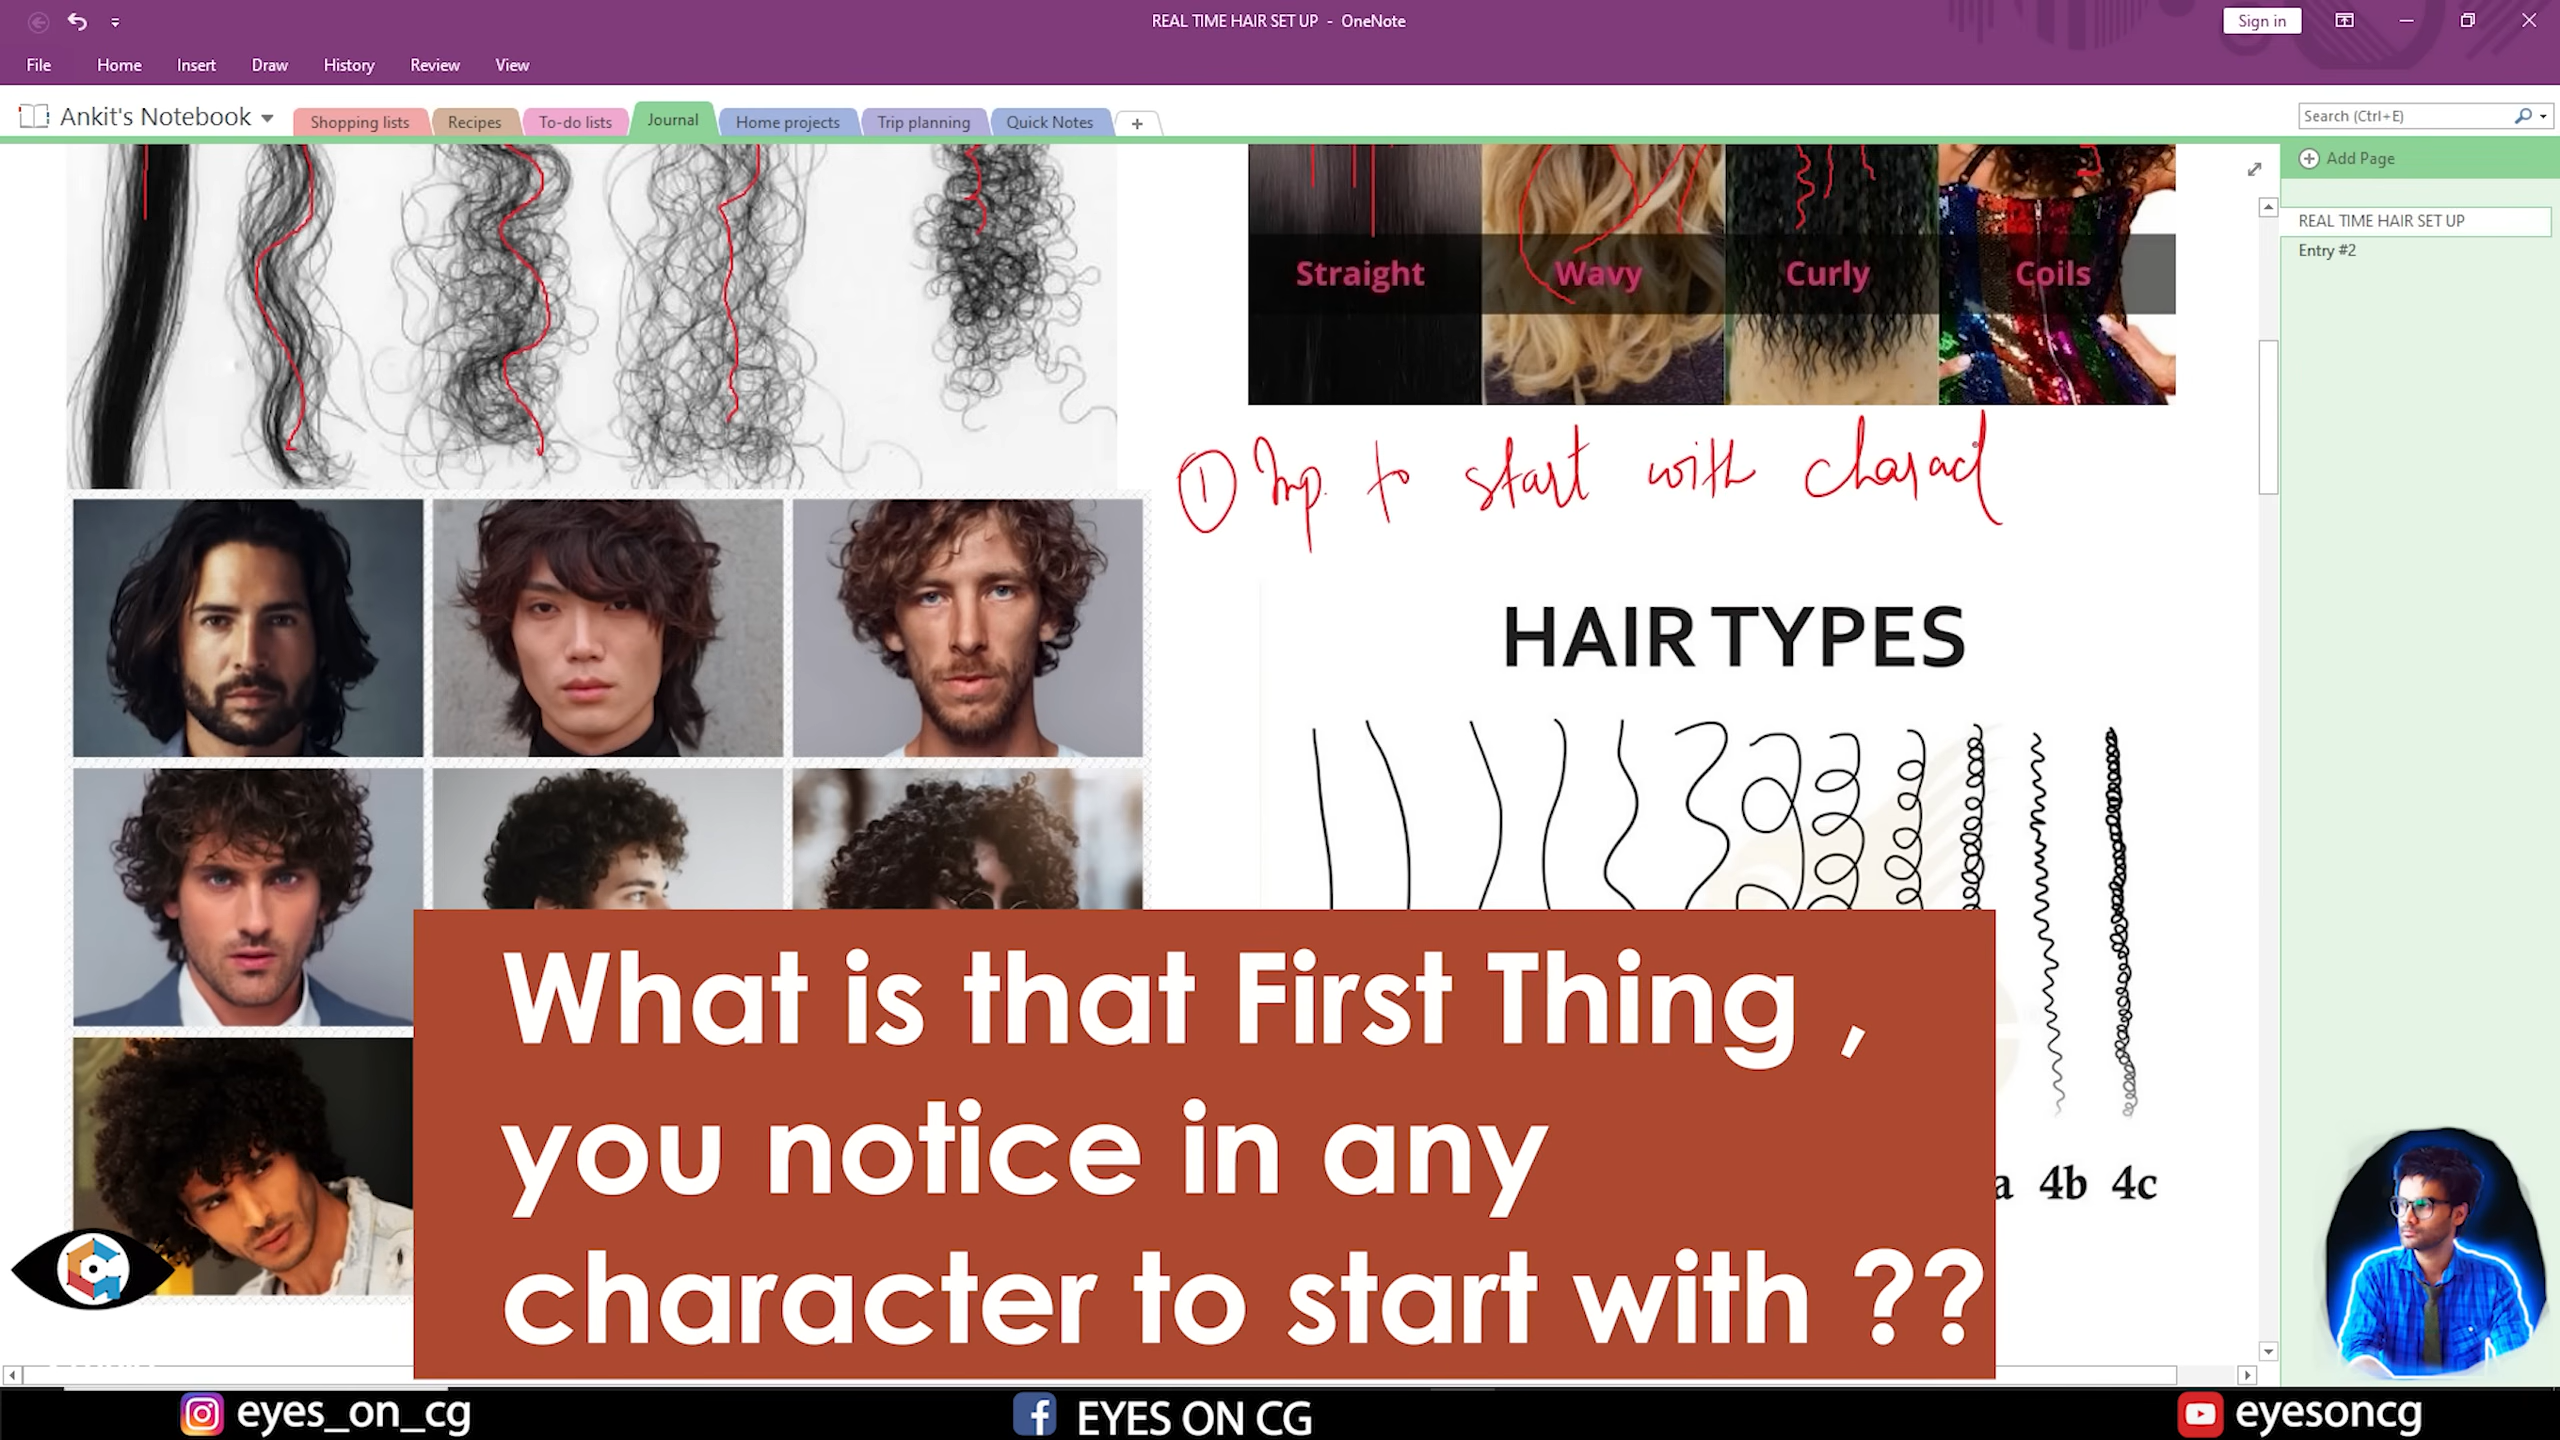 REAL TIME HAIR SET UP - OneNote
Sign in
File Home Insert Draw History Review View
Ankit's Notebook
Shopping lists Recipes To-do lists Journal Home projects Trip planning Quick Notes +
Search (Ctrl+E)
Add Page
REAL TIME HAIR SET UP
Entry #2
Straight Wavy Curly Coils
① Imp. to start with charact
HAIR TYPES
4b 4c
What is that First Thing ,
you notice in any
character to start with ??
eyes_on_cg
EYES ON CG
eyesoncg